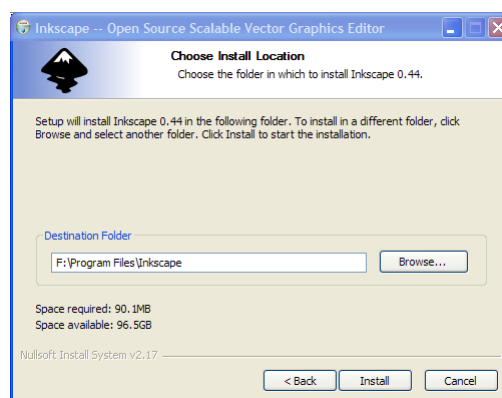 Inkscape -- Open Source Scalable Vector Graphics Editor
Choose Install Location
Choose the folder in which to install Inkscape 0.44.
Setup will install Inkscape 0.44 in the following folder. To install in a different folder, click
Browse and select another folder. Click Install to start the installation.
Destination Folder
F:\Program Files\Inkscape
Browse...
Space required: 90.1MB
Space available: 96.5GB
Nullsoft Install System v2.17
< Back Install Cancel